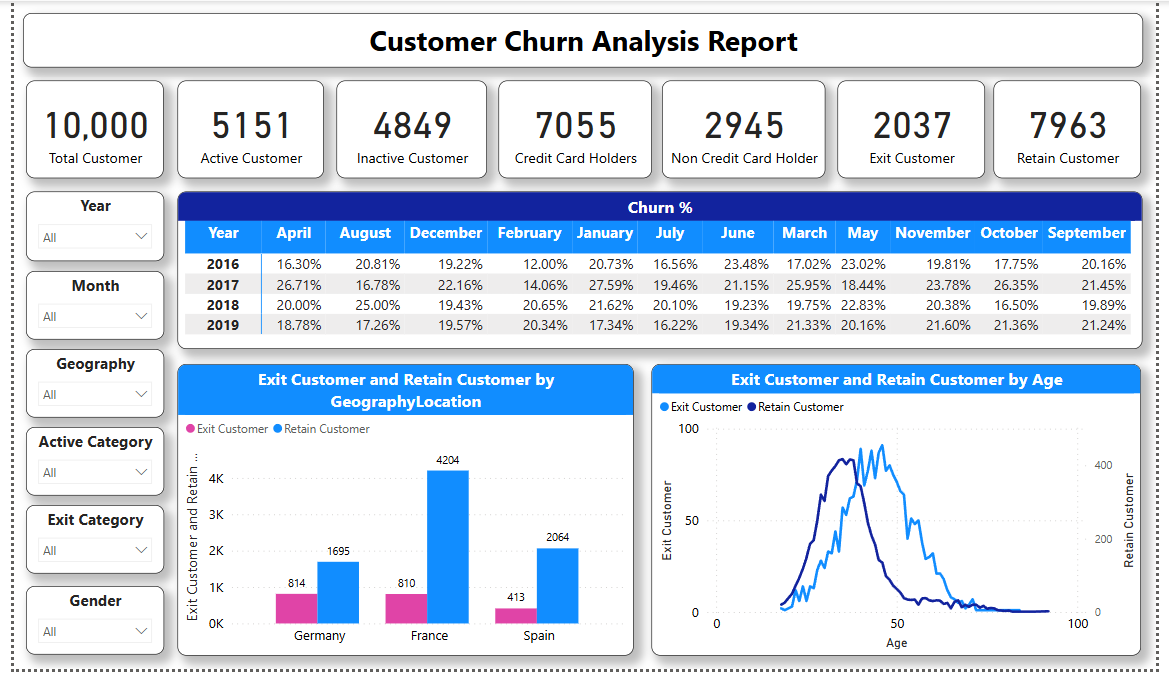 Customer Churn Analysis Report
10,000
Total Customer
5151
Active Customer
4849
Inactive Customer
7055
Credit Card Holders
2945
Non Credit Card Holder
2037
Exit Customer
7963
Retain Customer
Year
All
Month
All
Geography
All
Active Category
All
Exit Category
All
Gender
All
Churn %
Year April August December February January July June March May November October September
2016 16.30% 20.81% 19.22% 12.00% 20.73% 16.56% 23.48% 17.02% 23.02% 19.81% 17.75% 20.16%
2017 26.71% 16.78% 22.16% 14.06% 27.59% 19.46% 21.15% 25.95% 18.44% 23.78% 26.35% 21.45%
2018 20.00% 25.00% 19.43% 20.65% 21.62% 20.10% 19.23% 19.75% 22.83% 20.38% 16.50% 19.89%
2019 18.78% 17.26% 19.57% 20.34% 17.34% 16.22% 19.34% 21.33% 20.16% 21.60% 21.36% 21.24%
Exit Customer and Retain Customer by
GeographyLocation
Exit Customer Retain Customer
Exit Customer and Retain ...
4K
3K
2K
1K
0K
814 1695
810 4204
413 2064
Germany France Spain
Exit Customer and Retain Customer by Age
Exit Customer Retain Customer
Exit Customer
100
50
0
400
200
0
Retain Customer
0 50 100
Age